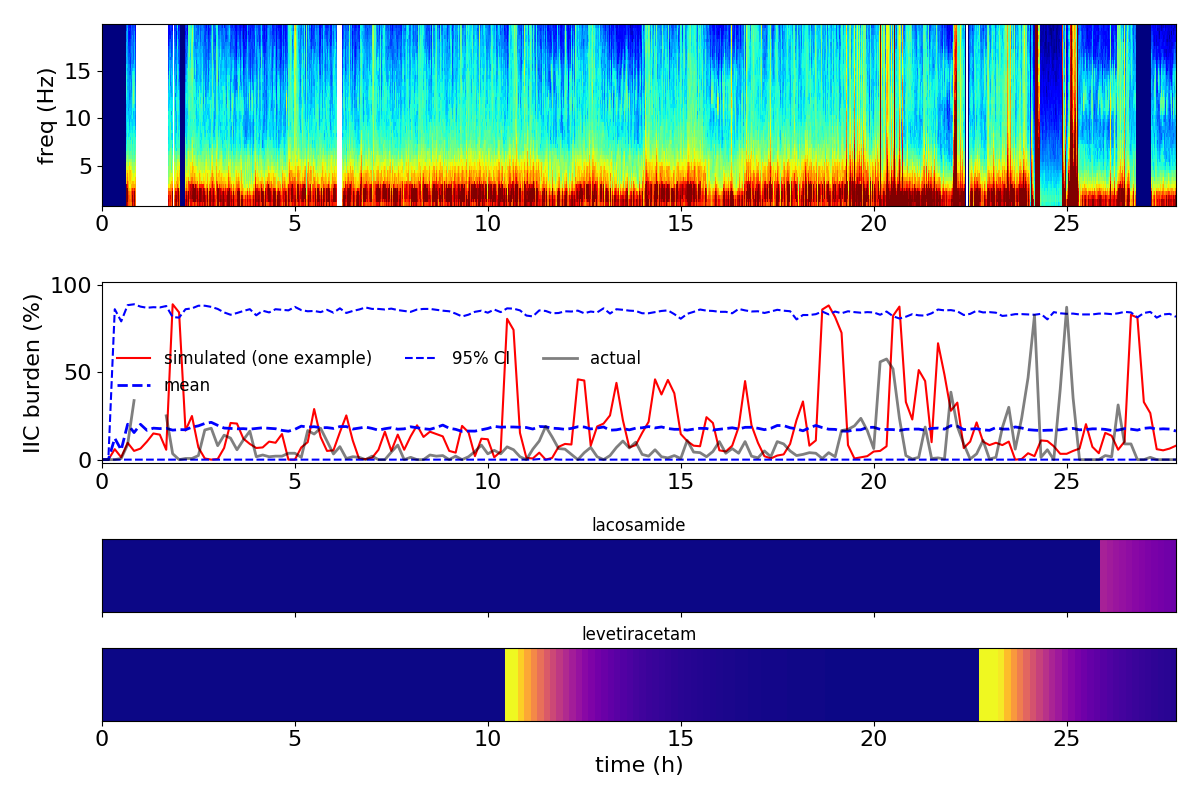 freq (Hz)
15
10
5
0 5 10 15 20 25
IIC burden (%)
100
50
0
simulated (one example) 95% CI actual
mean
0 5 10 15 20 25
lacosamide
levetiracetam
0 5 10 15 20 25
time (h)